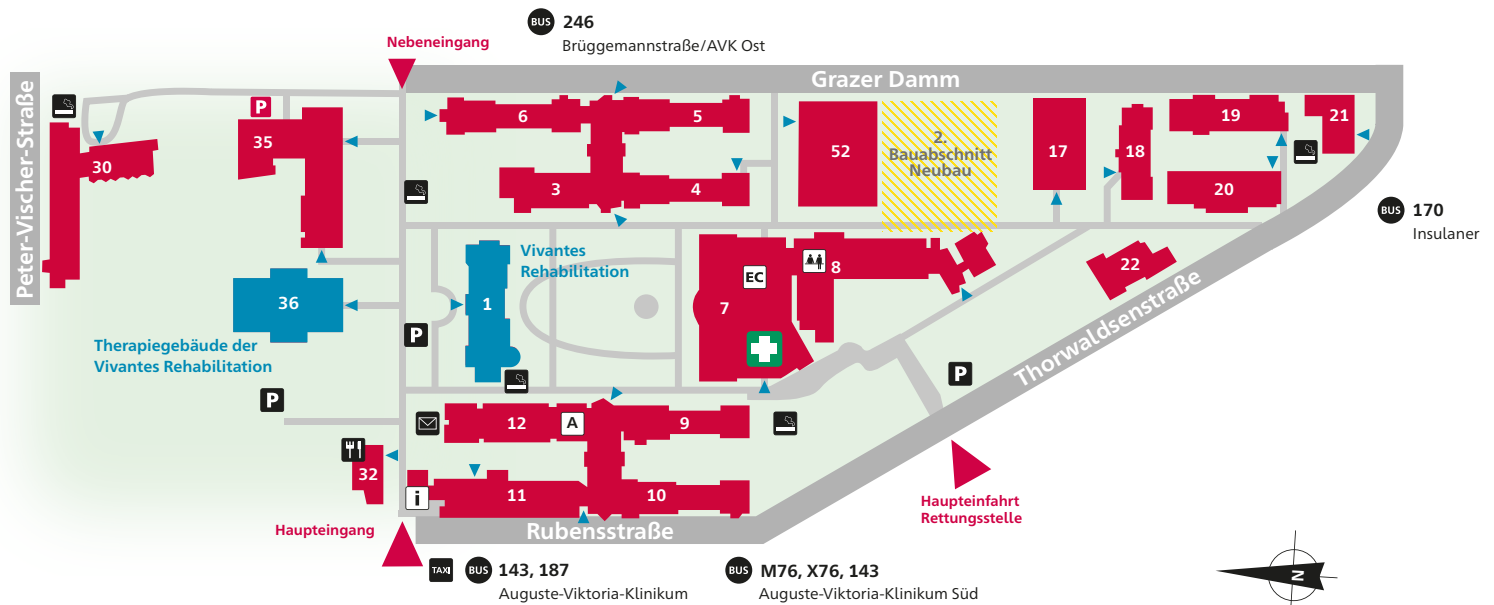 BUS 246
Brüggemannstraße/AVK Ost
Nebeneingang
Grazer Damm
Peter-Vischer-Straße
P
30
35
6
5
3
4
52
2.
Bauabschnitt
Neubau
17
18
19
20
21
BUS 170
Insulaner
22
Vivantes
Rehabilitation
EC
8
7
1
36
P
Therapiegebäude der
Vivantes Rehabilitation
P
P
Thorwaldsenstraße
12
A
9
32
i
11
10
Haupteinfahrt
Rettungsstelle
Haupteingang
Rubensstraße
TAXI BUS 143, 187
Auguste-Viktoria-Klinikum
BUS M76, X76, 143
Auguste-Viktoria-Klinikum Süd
N